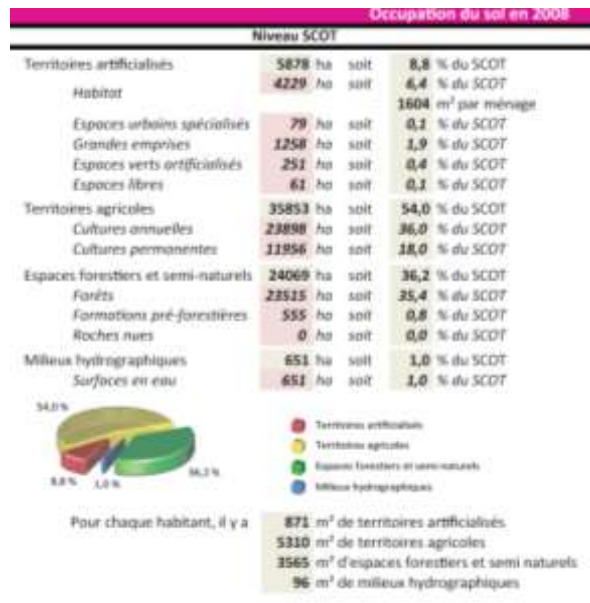 Occupation du sol en 2008
Niveau SCOT
Territoires artificialisés 5878 ha soit 8,8 % du SCOT
Habitat 4229 ha soit 6,4 % du SCOT
1604 m² par ménage
Espaces urbains spécialisés 79 ha soit 0,1 % du SCOT
Grandes emprises 1258 ha soit 1,9 % du SCOT
Espaces verts artificialisés 251 ha soit 0,4 % du SCOT
Espaces libres 61 ha soit 0,1 % du SCOT
Territoires agricoles 35853 ha soit 54,0 % du SCOT
Cultures annuelles 23898 ha soit 36,0 % du SCOT
Cultures permanentes 11956 ha soit 18,0 % du SCOT
Espaces forestiers et semi-naturels 24069 ha soit 36,2 % du SCOT
Forêts 23515 ha soit 35,4 % du SCOT
Formations pré-forestières 555 ha soit 0,8 % du SCOT
Roches nues 0 ha soit 0,0 % du SCOT
Milieux hydrographiques 651 ha soit 1,0 % du SCOT
Surfaces en eau 651 ha soit 1,0 % du SCOT
54,0 %
8,8 %
1,0 %
36,2 %
Territoires artificialisés
Territoires agricoles
Espaces forestiers et semi-naturels
Milieux hydrographiques
Pour chaque habitant, il y a 871 m² de territoires artificialisés
5310 m² de territoires agricoles
3565 m² d'espaces forestiers et semi naturels
96 m² de milieux hydrographiques